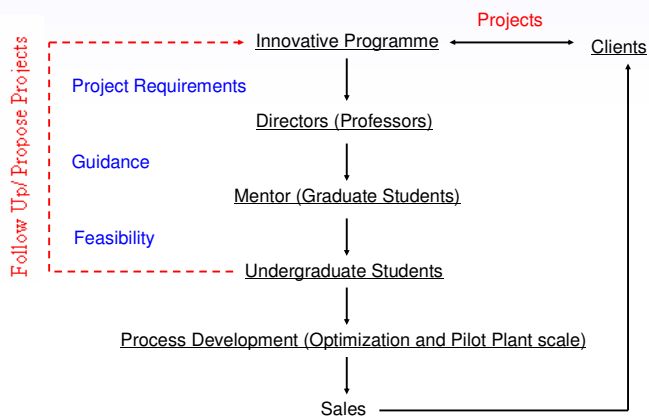 Projects
Innovative Programme
Clients
Project Requirements
Directors (Professors)
Guidance
Mentor (Graduate Students)
Feasibility
Undergraduate Students
Follow Up/ Propose Projects
Process Development (Optimization and Pilot Plant scale)
Sales